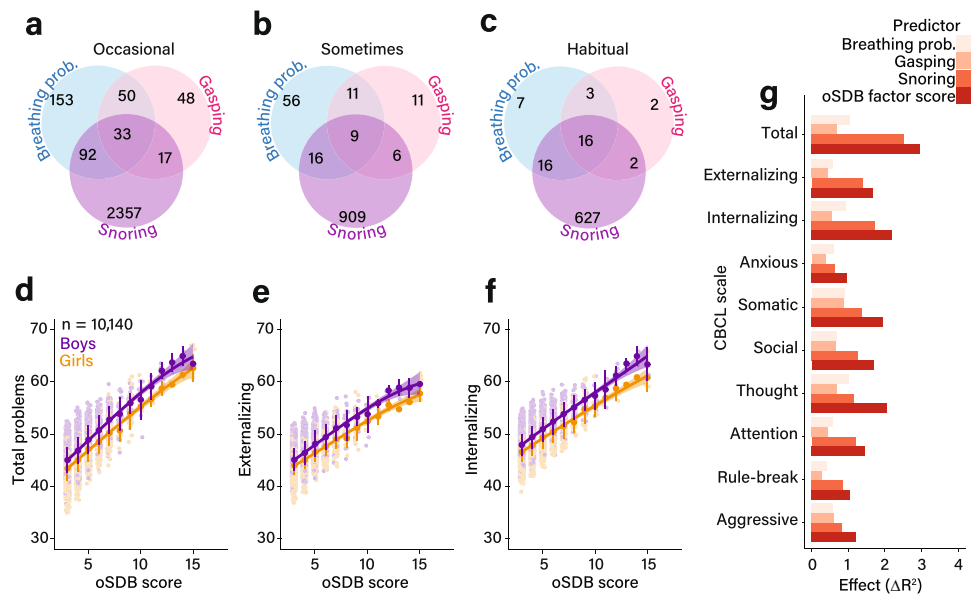 a
Occasional
Breathing prob.
Gasping
Snoring
153
50
48
33
92
17
2357
b
Sometimes
Breathing prob.
Gasping
Snoring
56
11
11
9
16
6
909
c
Habitual
Breathing prob.
Gasping
Snoring
7
3
2
16
16
2
627
d
n = 10,140
Boys
Girls
Total problems
70
60
50
40
30
5
10
15
oSDB score
e
Externalizing
70
60
50
40
30
5
10
15
oSDB score
f
Internalizing
70
60
50
40
30
5
10
15
oSDB score
g
Predictor
Breathing prob.
Gasping
Snoring
oSDB factor score
CBCL scale
Total
Externalizing
Internalizing
Anxious
Somatic
Social
Thought
Attention
Rule-break
Aggressive
0
1
2
3
4
Effect (ΔR²)